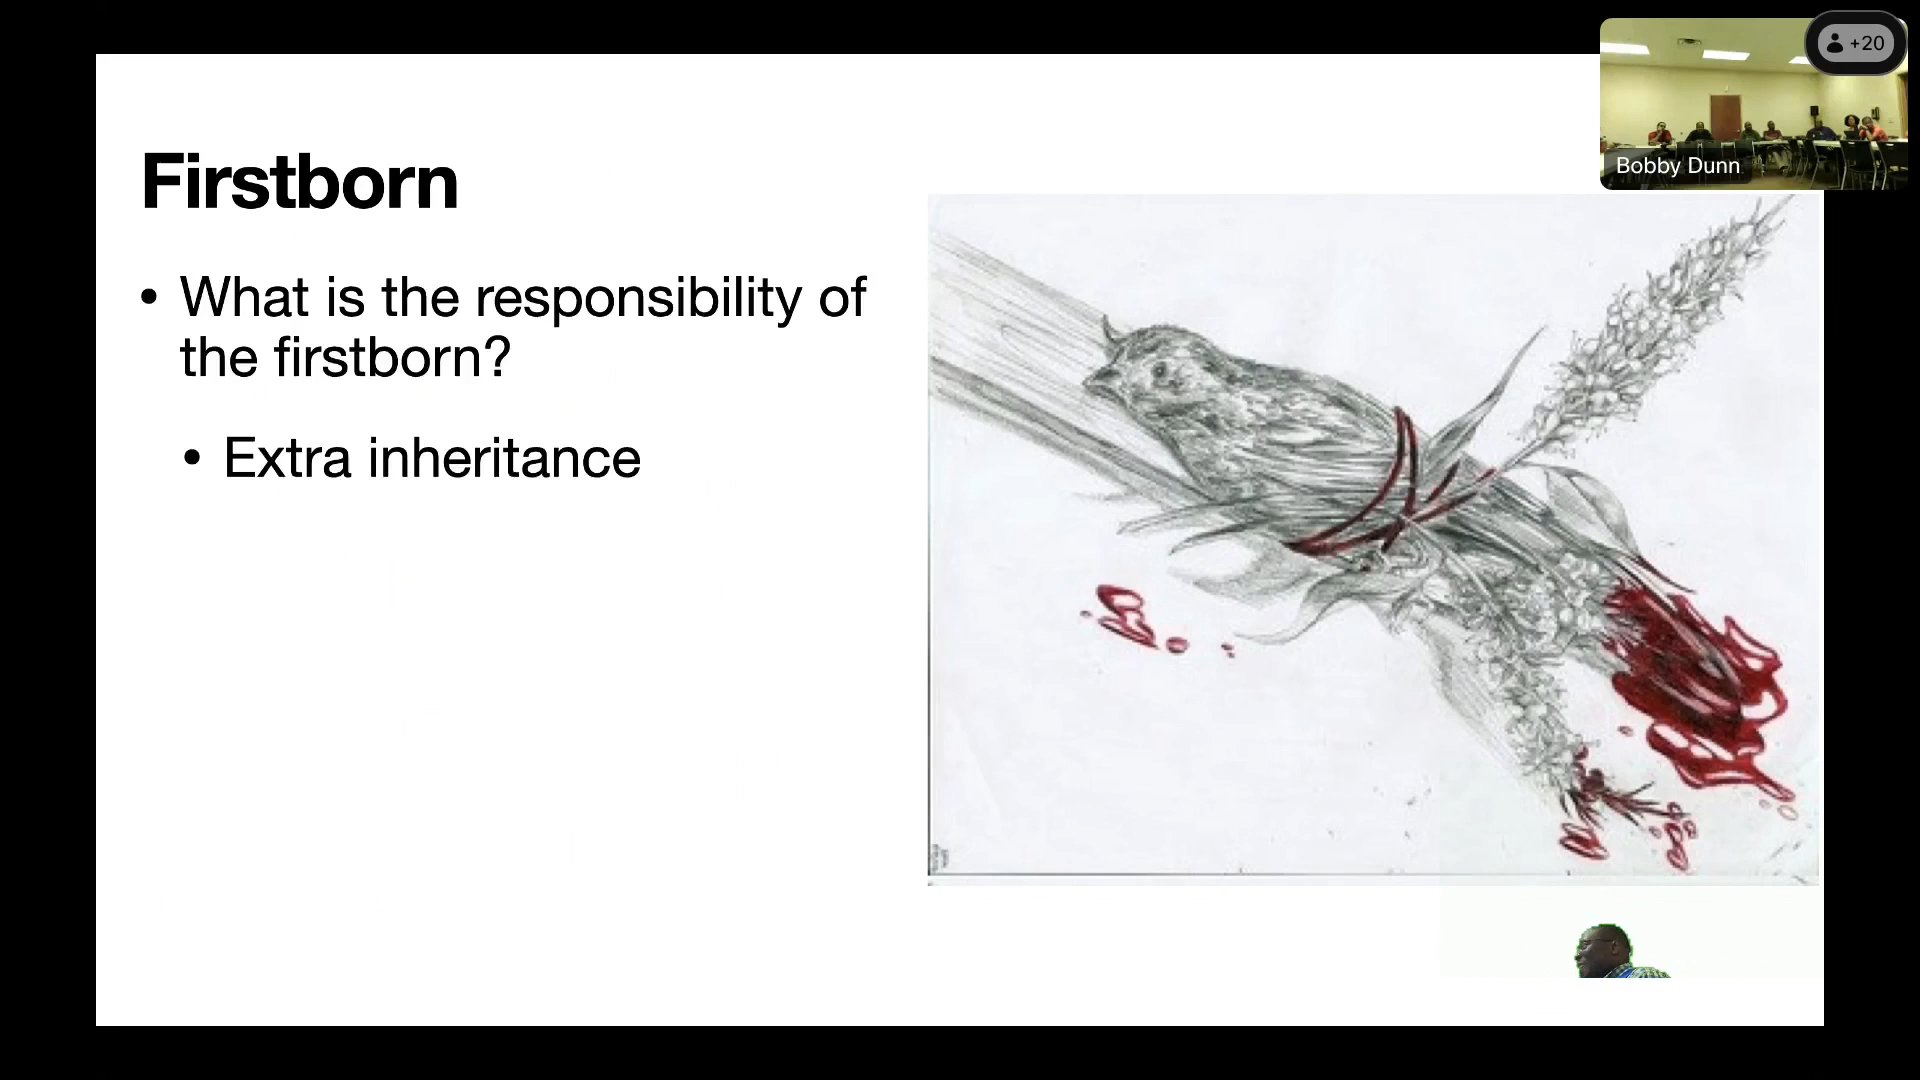 +20
Bobby Dunn
Firstborn
• What is the responsibility of
the firstborn?
• Extra inheritance